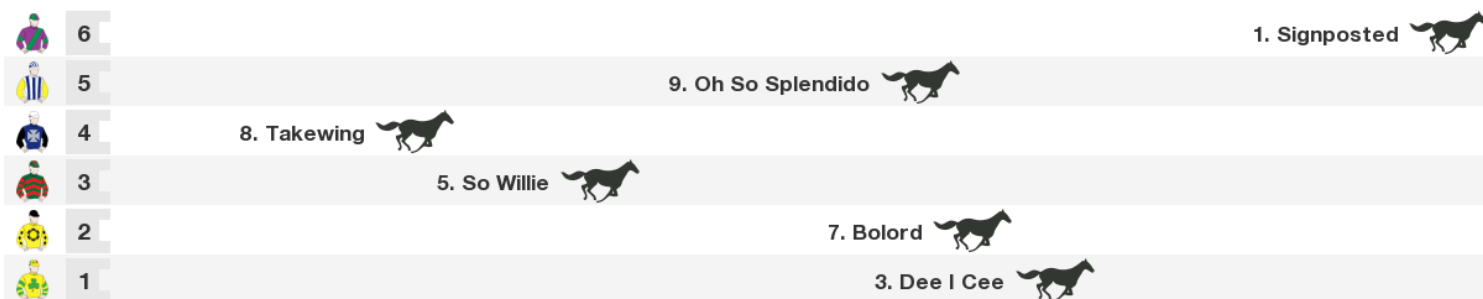 6 1. Signposted
5 9. Oh So Splendido
4 8. Takewing
3 5. So Willie
2 7. Bolord
1 3. Dee I Cee